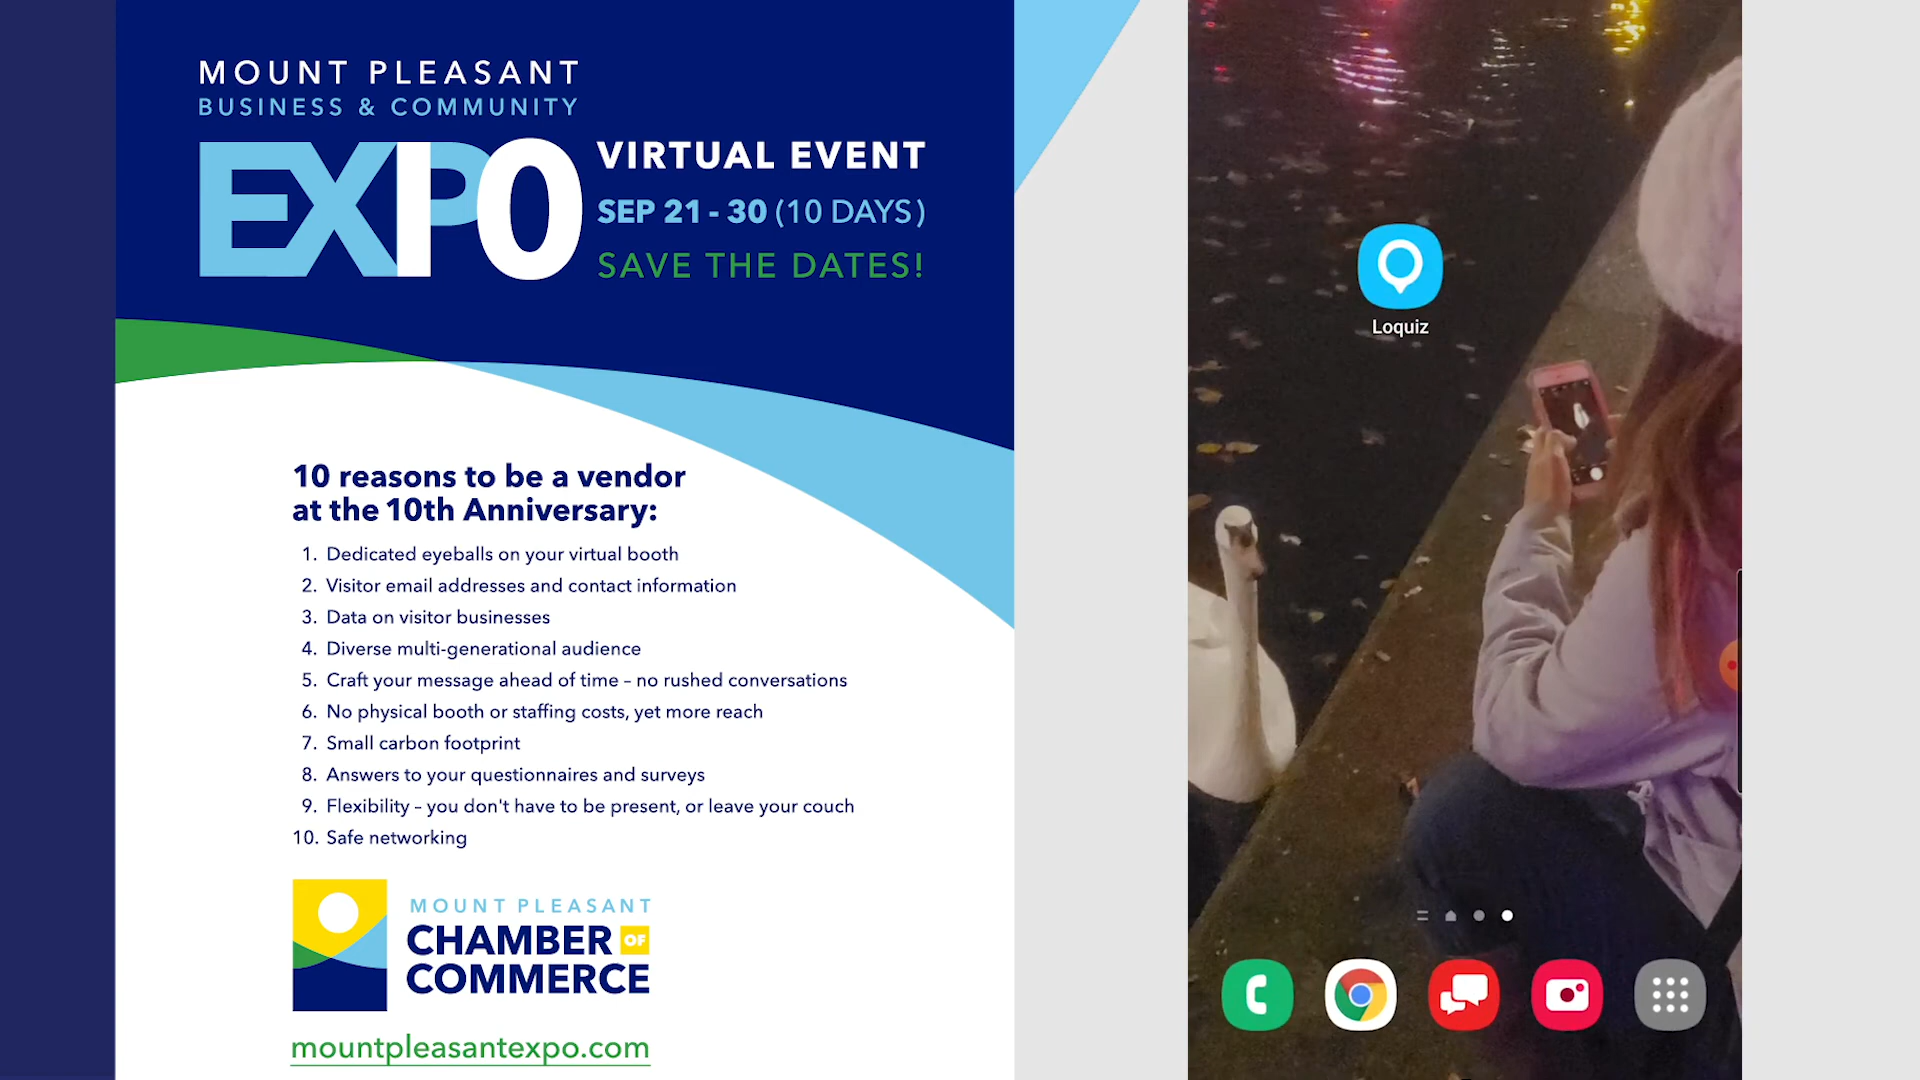 MOUNT PLEASANT
BUSINESS & COMMUNITY
EXPO
VIRTUAL EVENT
SEP 21 - 30 (10 DAYS)
SAVE THE DATES!
10 reasons to be a vendor
at the 10th Anniversary:
1. Dedicated eyeballs on your virtual booth
2. Visitor email addresses and contact information
3. Data on visitor businesses
4. Diverse multi-generational audience
5. Craft your message ahead of time – no rushed conversations
6. No physical booth or staffing costs, yet more reach
7. Small carbon footprint
8. Answers to your questionnaires and surveys
9. Flexibility – you don't have to be present, or leave your couch
10. Safe networking
MOUNT PLEASANT
CHAMBER OF
COMMERCE
mountpleasantexpo.com
Loquiz